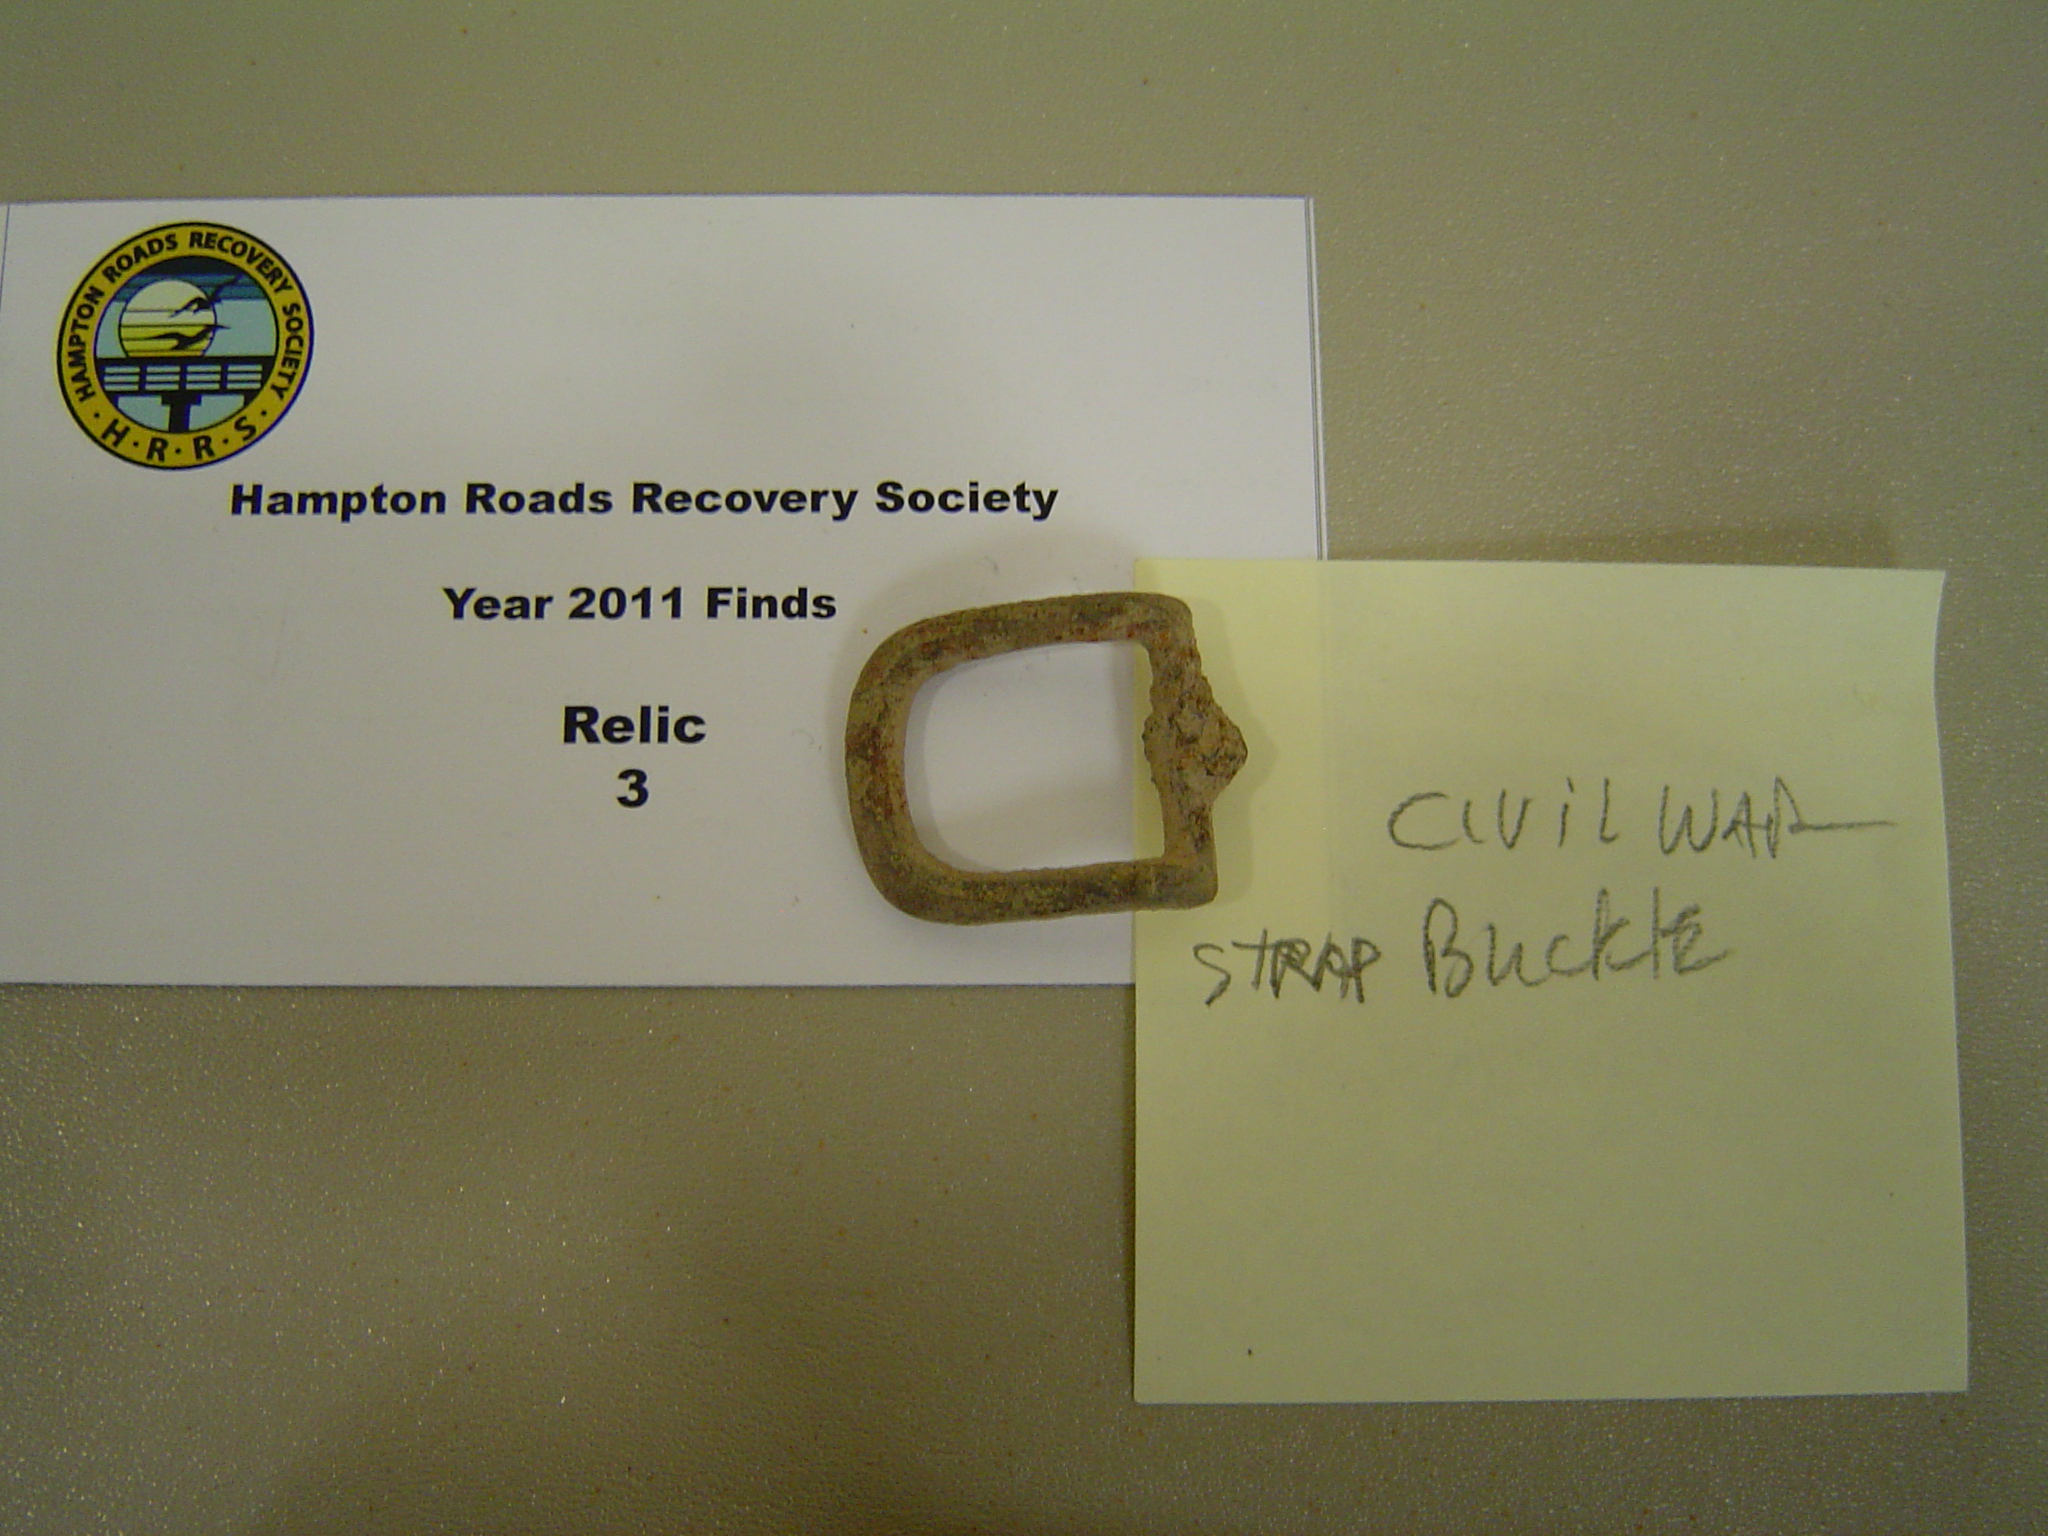 HAMPTON ROADS RECOVERY SOCIETY
· H · R · R · S ·
Hampton Roads Recovery Society
Year 2011 Finds
Relic
3
CIVIL WAR
STRAP Buckle